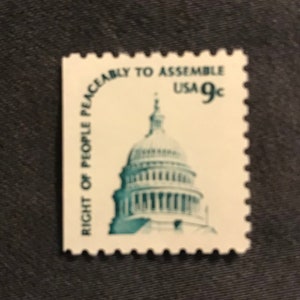 RIGHT OF PEOPLE PEACEABLY TO ASSEMBLE
USA 9c